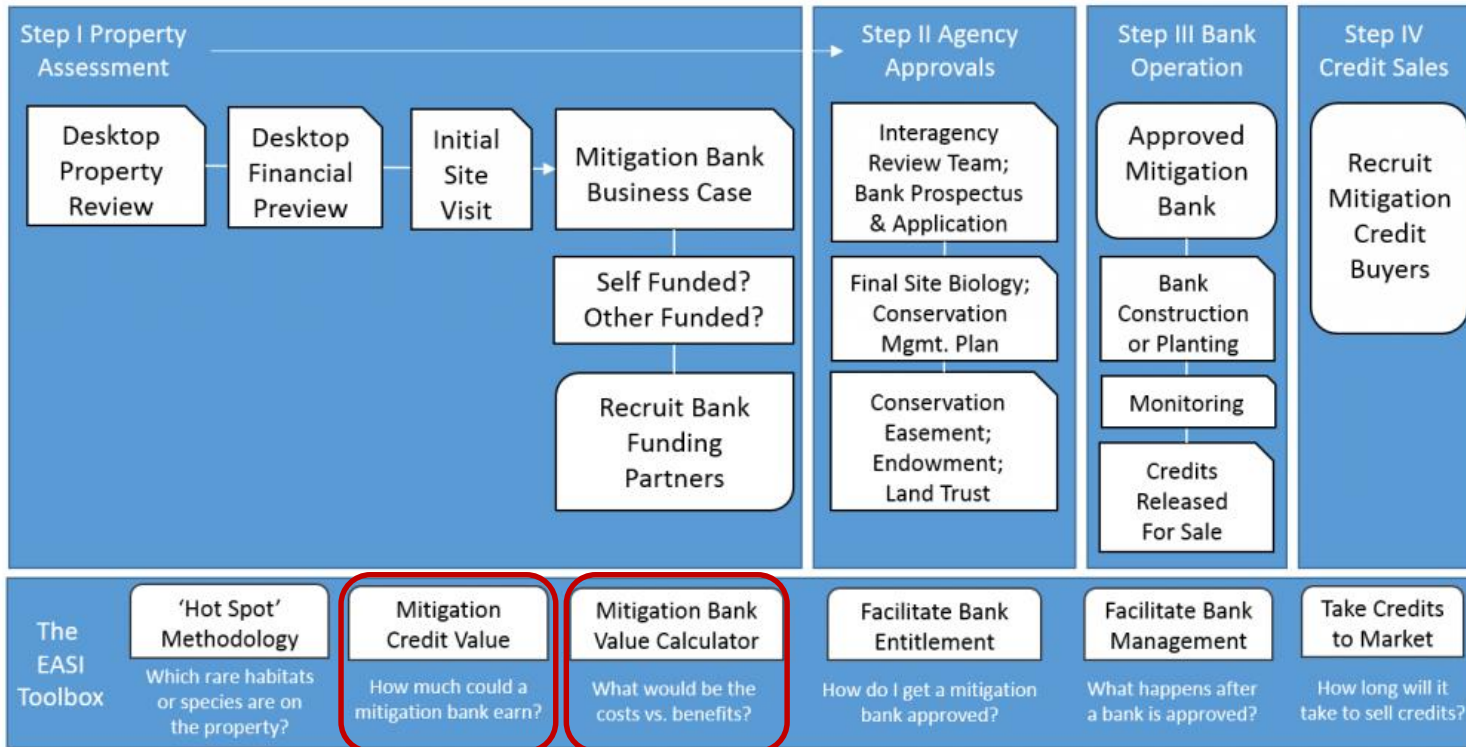 Step I Property
Assessment
Desktop
Property
Review
Desktop
Financial
Preview
Initial
Site
Visit
Mitigation Bank
Business Case
Self Funded?
Other Funded?
Recruit Bank
Funding
Partners
Step II Agency
Approvals
Interagency
Review Team;
Bank Prospectus
& Application
Final Site Biology;
Conservation
Mgmt. Plan
Conservation
Easement;
Endowment;
Land Trust
Step III Bank
Operation
Approved
Mitigation
Bank
Bank
Construction
or Planting
Monitoring
Credits
Released
For Sale
Step IV
Credit Sales
Recruit
Mitigation
Credit
Buyers
The
EASI
Toolbox
‘Hot Spot’
Methodology
Which rare habitats
or species are on
the property?
Mitigation
Credit Value
How much could a
mitigation bank earn?
Mitigation Bank
Value Calculator
What would be the
costs vs. benefits?
Facilitate Bank
Entitlement
How do I get a mitigation
bank approved?
Facilitate Bank
Management
What happens after
a bank is approved?
Take Credits
to Market
How long will it
take to sell credits?